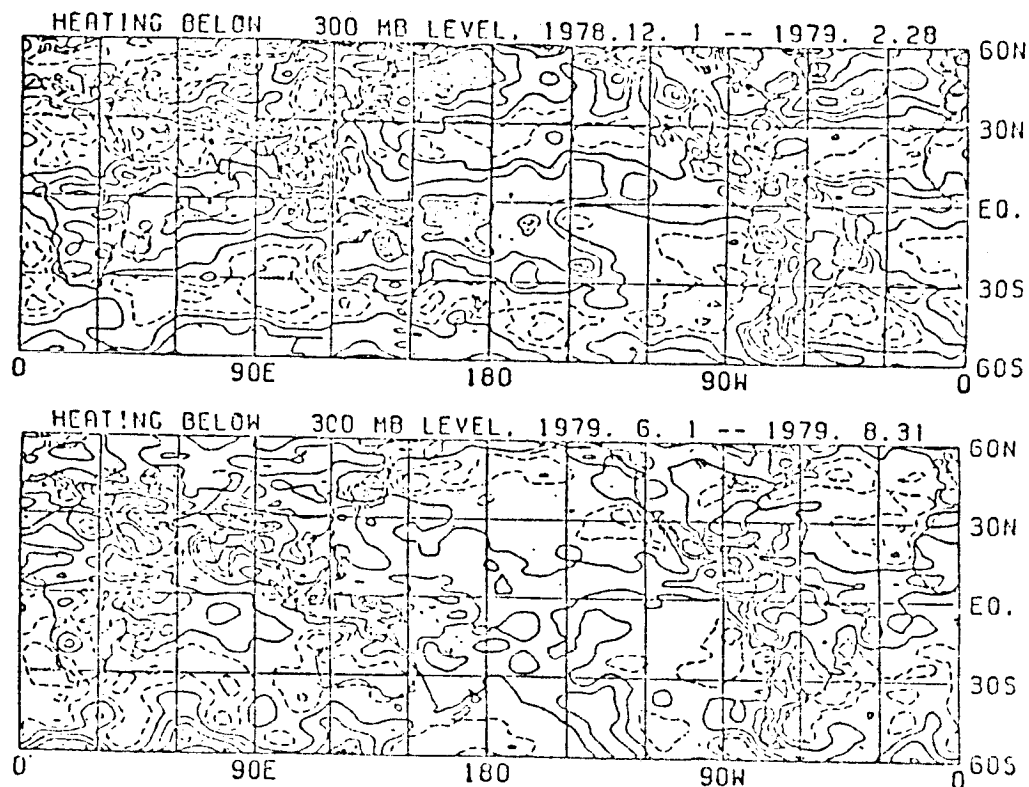 HEATING BELOW 300 MB LEVEL, 1978.12. 1 -- 1979. 2.28
60N
30N
EQ.
30S
60S
0 90E 180 90W 0
HEATING BELOW 300 MB LEVEL, 1979. 6. 1 -- 1979. 8.31
60N
30N
EQ.
30S
60S
0 90E 180 90W 0